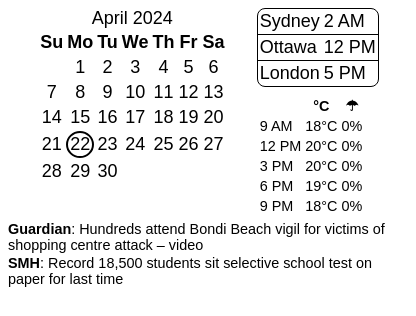 April 2024
Su Mo Tu We Th Fr Sa
1 2 3 4 5 6
7 8 9 10 11 12 13
14 15 16 17 18 19 20
21 22 23 24 25 26 27
28 29 30
Sydney 2 AM
Ottawa 12 PM
London 5 PM
°C ☂
9 AM 18°C 0%
12 PM 20°C 0%
3 PM 20°C 0%
6 PM 19°C 0%
9 PM 18°C 0%
Guardian: Hundreds attend Bondi Beach vigil for victims of
shopping centre attack – video
SMH: Record 18,500 students sit selective school test on
paper for last time